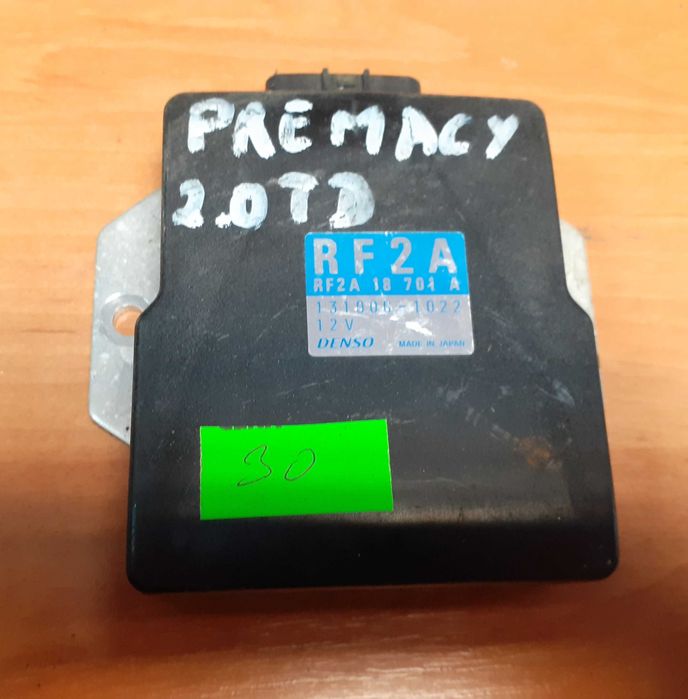 PREMACY
2.0TD
RF2A
RF2A 18 701 A
131000-1022
12V
DENSO MADE IN JAPAN
30